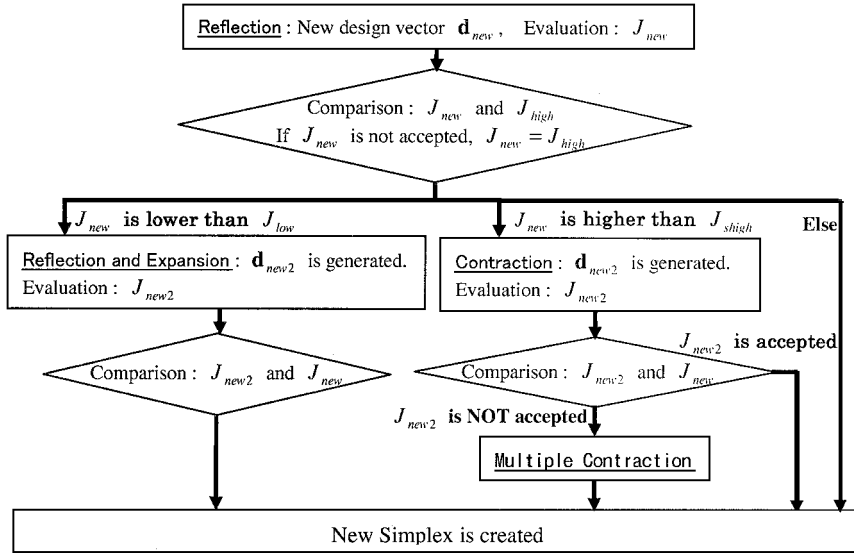 Reflection : New design vector d_new , Evaluation : J_new
Comparison : J_new and J_high
If J_new is not accepted, J_new = J_high
J_new is lower than J_low
J_new is higher than J_shigh
Else
Reflection and Expansion : d_new2 is generated.
Evaluation : J_new2
Contraction : d_new2 is generated.
Evaluation : J_new2
J_new2 is accepted
Comparison : J_new2 and J_new
Comparison : J_new2 and J_new
J_new2 is NOT accepted
Multiple Contraction
New Simplex is created